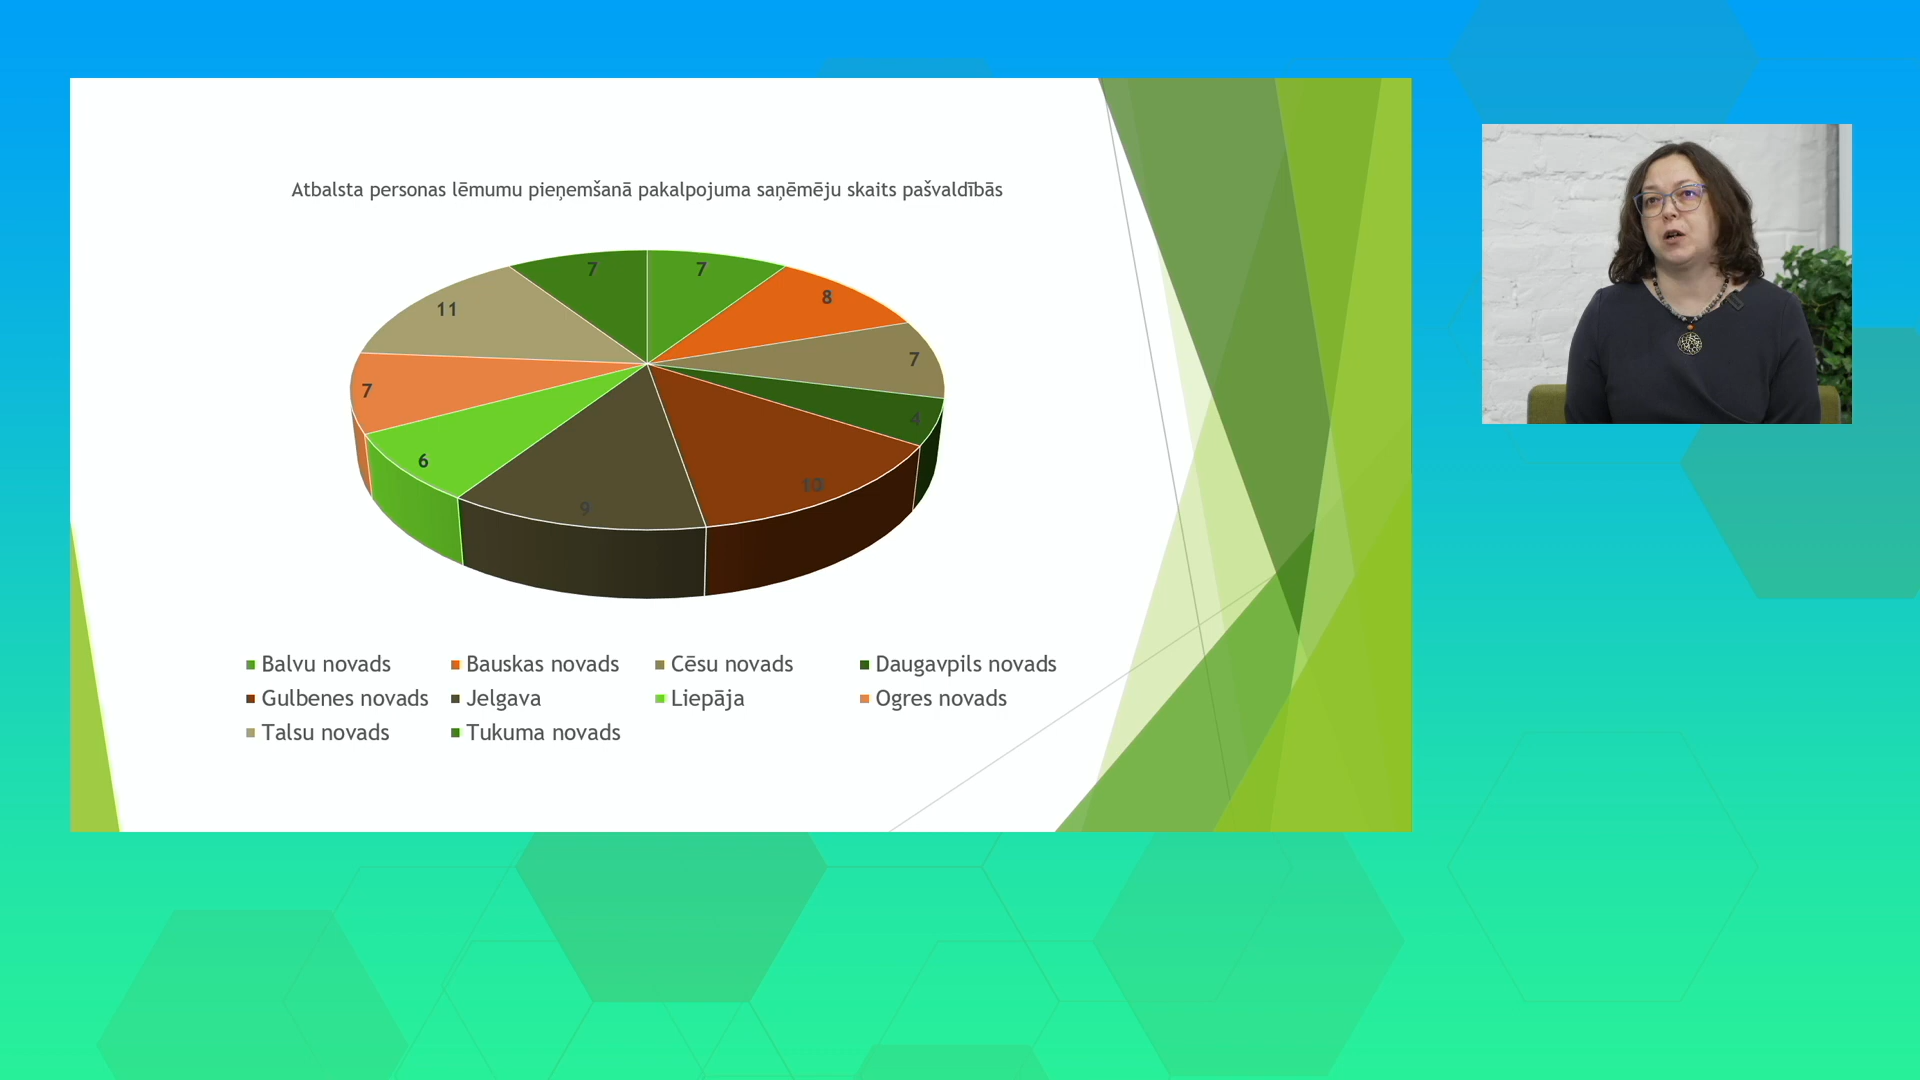 Atbalsta personas lēmumu pieņemšanā pakalpojuma saņēmēju skaits pašvaldībās
7 7
8
11
7
7
4
6
10
9
Balvu novads Bauskas novads Cēsu novads Daugavpils novads
Gulbenes novads Jelgava Liepāja Ogres novads
Talsu novads Tukuma novads